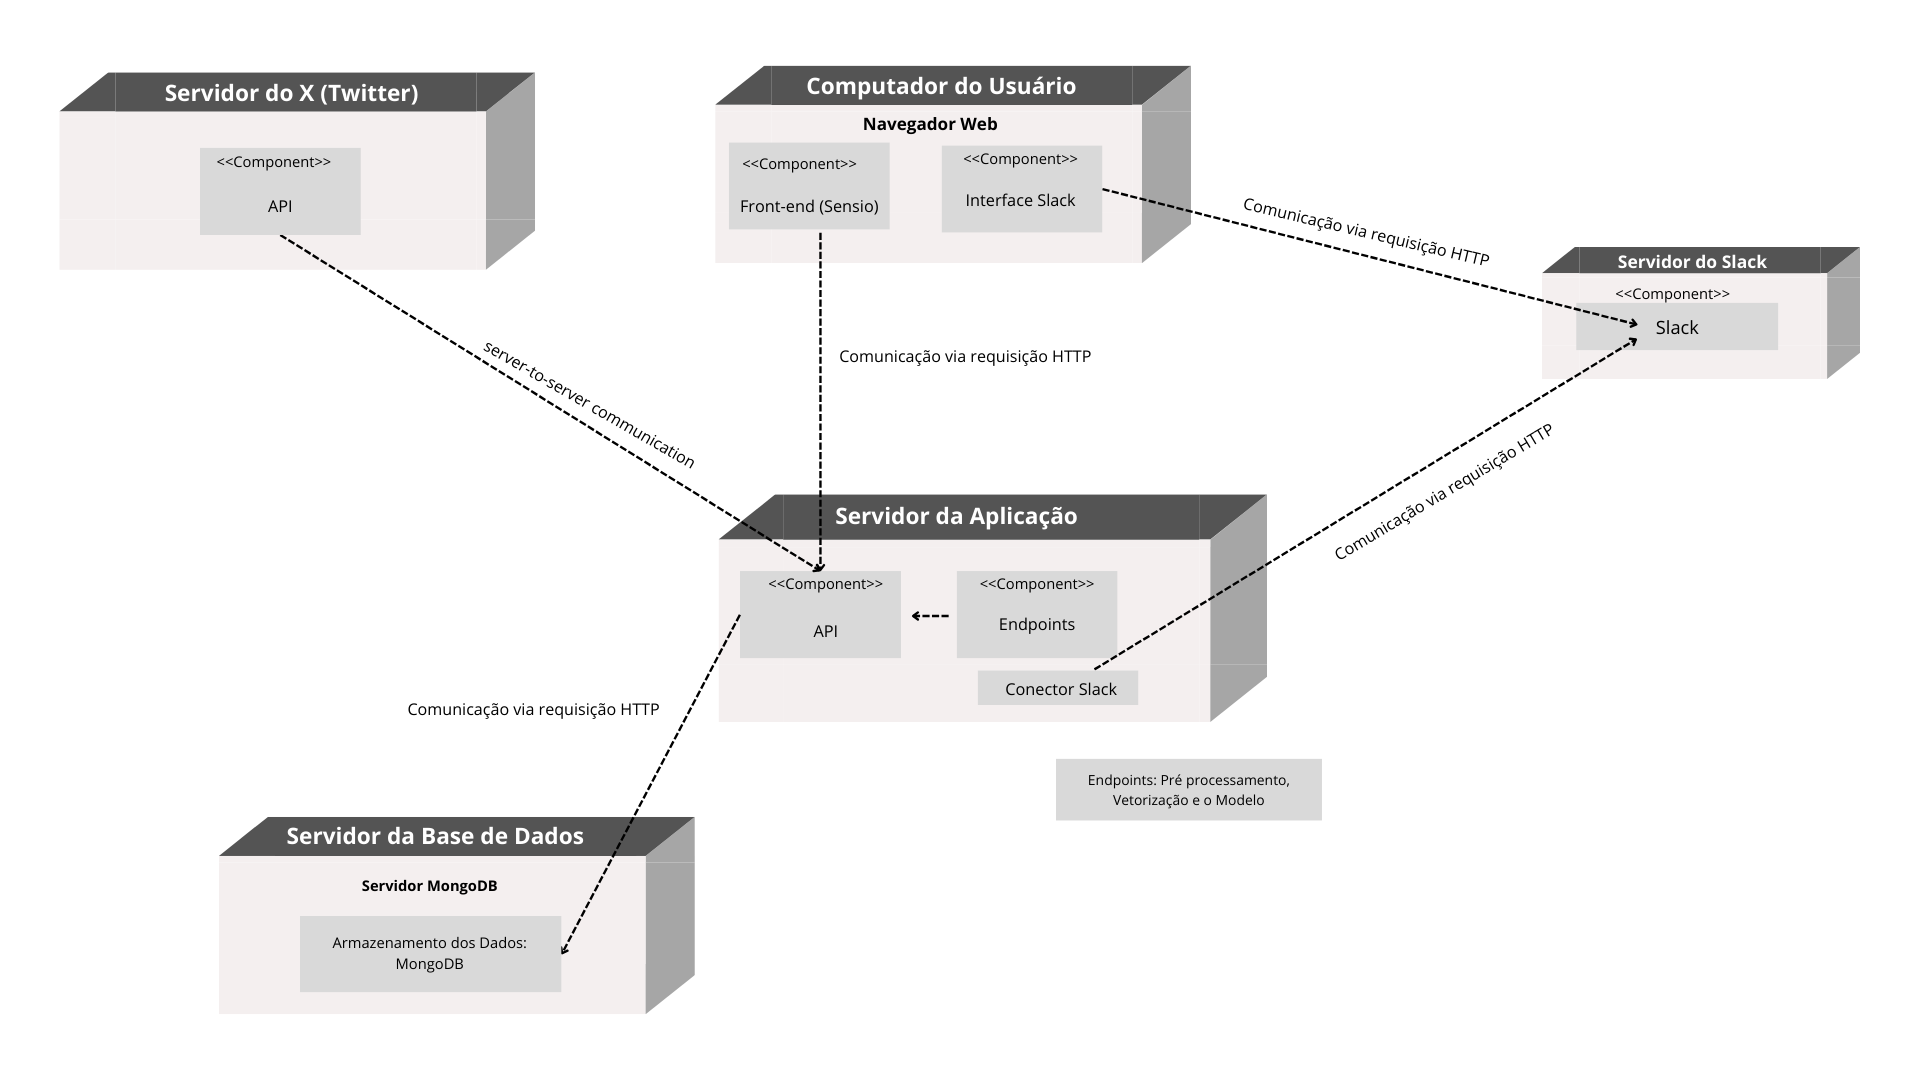 Servidor do X (Twitter)
<<Component>>
API
Computador do Usuário
Navegador Web
<<Component>>
Front-end (Sensio)
<<Component>>
Interface Slack
Comunicação via requisição HTTP
Servidor do Slack
<<Component>>
Slack
server-to-server communication
Comunicação via requisição HTTP
Comunicação via requisição HTTP
Servidor da Aplicação
<<Component>>
API
<<Component>>
Endpoints
Conector Slack
Comunicação via requisição HTTP
Endpoints: Pré processamento,
Vetorização e o Modelo
Servidor da Base de Dados
Servidor MongoDB
Armazenamento dos Dados:
MongoDB